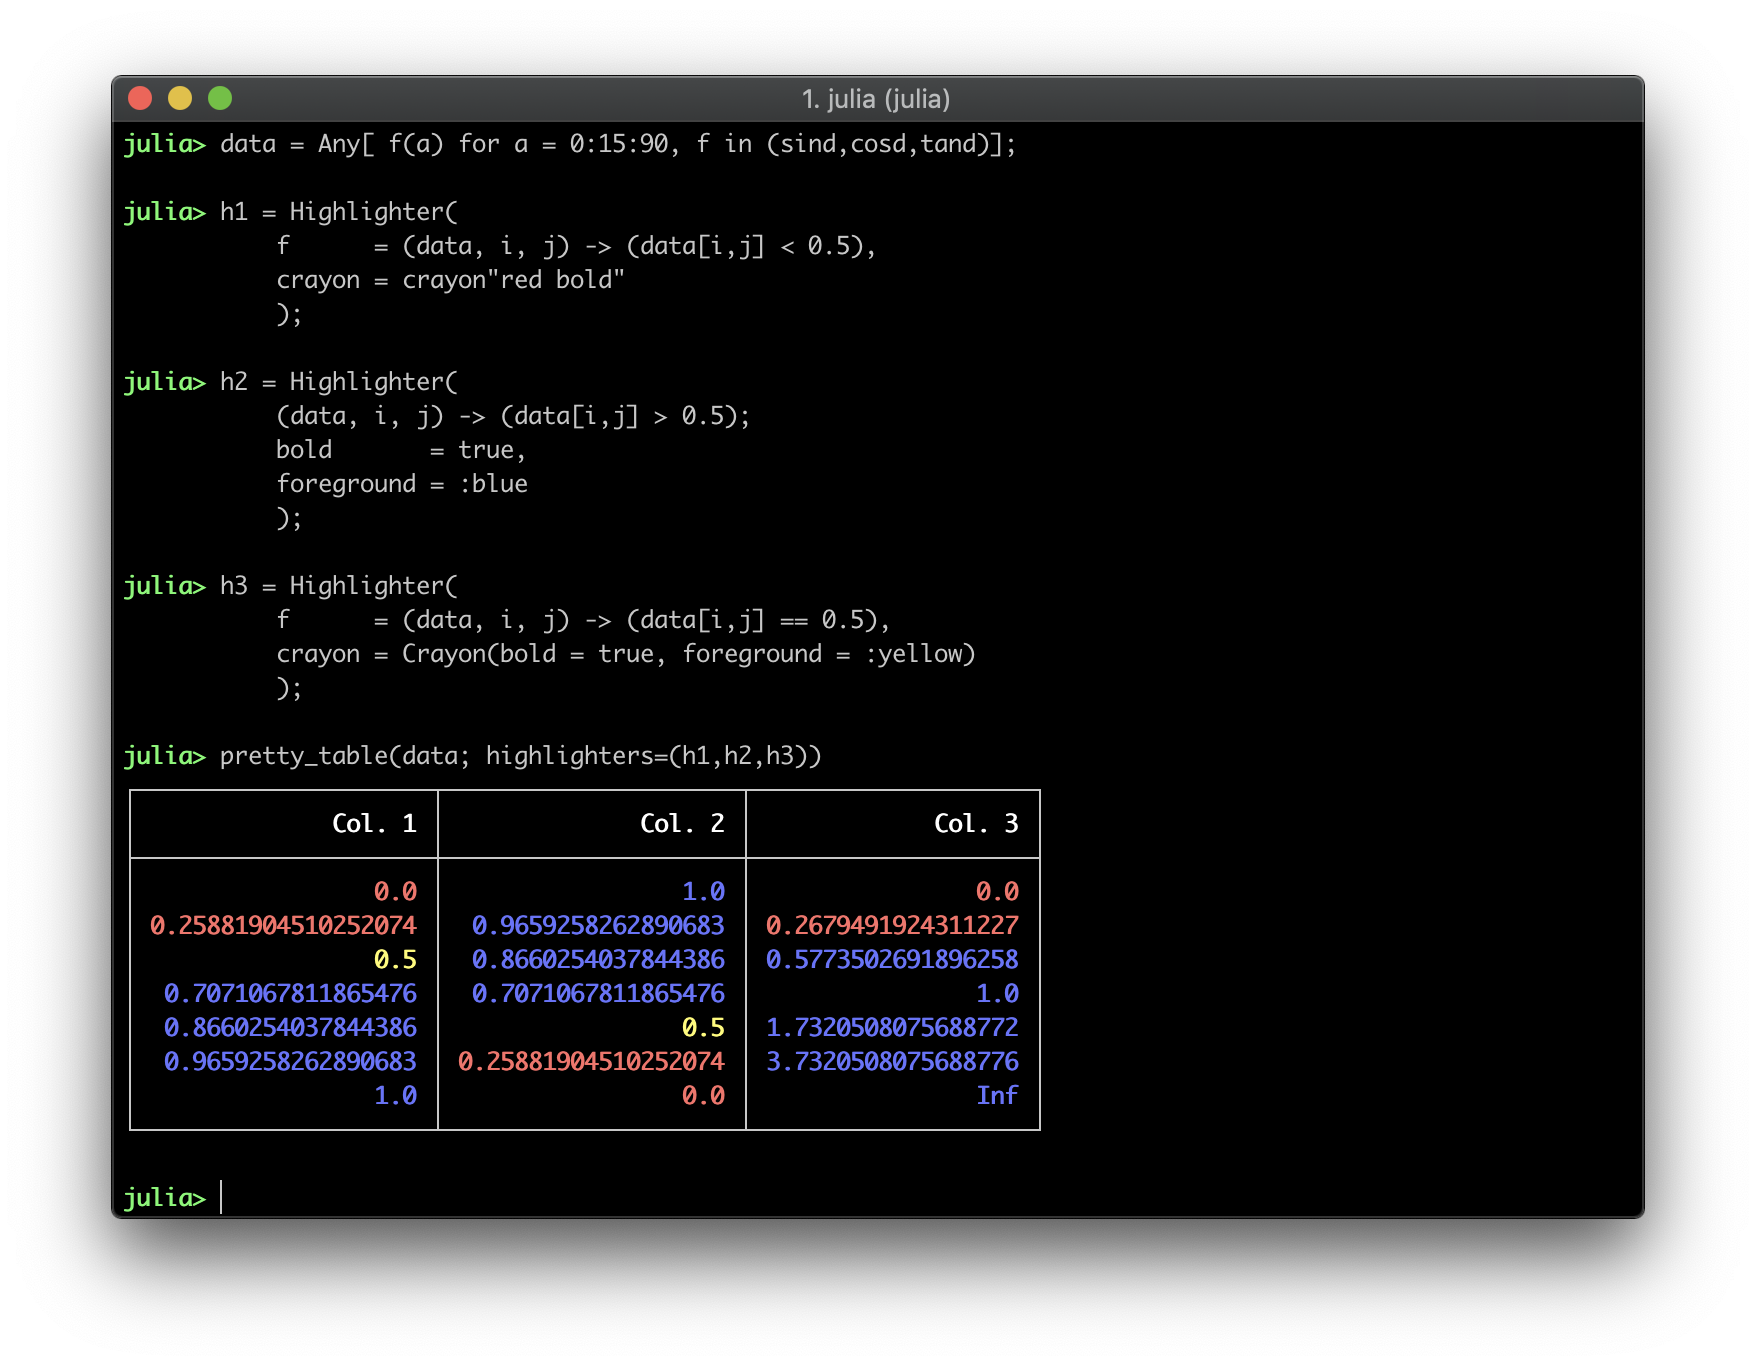 1. julia (julia)
julia> data = Any[ f(a) for a = 0:15:90, f in (sind,cosd,tand)];
julia> h1 = Highlighter(
f      = (data, i, j) -> (data[i,j] < 0.5),
crayon = crayon"red bold"
);
julia> h2 = Highlighter(
(data, i, j) -> (data[i,j] > 0.5);
bold       = true,
foreground = :blue
);
julia> h3 = Highlighter(
f      = (data, i, j) -> (data[i,j] == 0.5),
crayon = Crayon(bold = true, foreground = :yellow)
);
julia> pretty_table(data; highlighters=(h1,h2,h3))
Col. 1 Col. 2 Col. 3
0.0 1.0 0.0
0.25881904510252074 0.9659258262890683 0.2679491924311227
0.5 0.8660254037844386 0.5773502691896258
0.7071067811865476 0.7071067811865476 1.0
0.8660254037844386 0.5 1.7320508075688772
0.9659258262890683 0.25881904510252074 3.7320508075688776
1.0 0.0 Inf
julia>